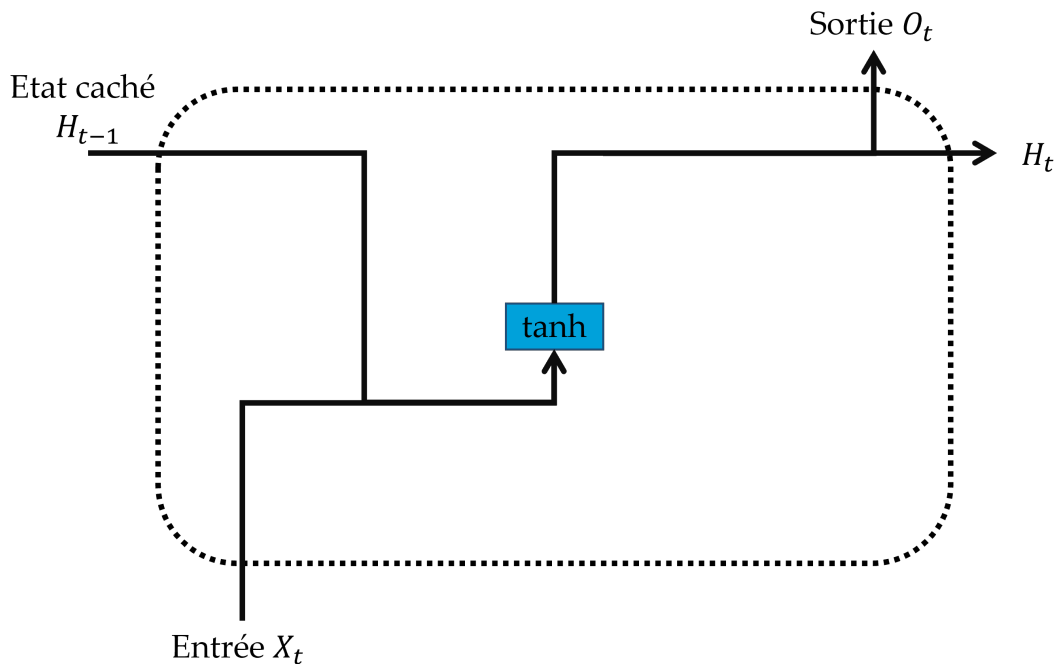 Sortie O_t
Etat caché
H_{t-1}
H_t
tanh
Entrée X_t